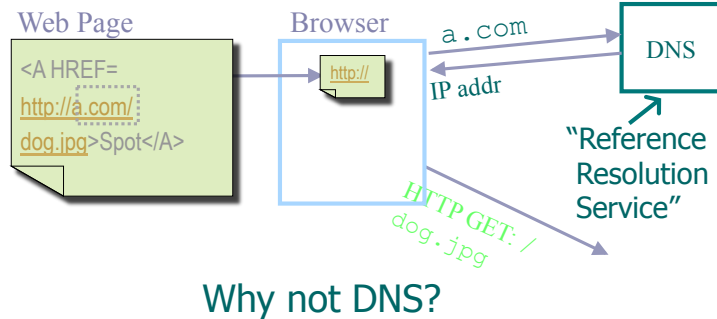 Web Page
<A HREF=
http://a.com/
dog.jpg>Spot</A>
Browser
http://
a.com
IP addr
DNS
“Reference
Resolution
Service”
HTTP GET: /
dog.jpg
Why not DNS?